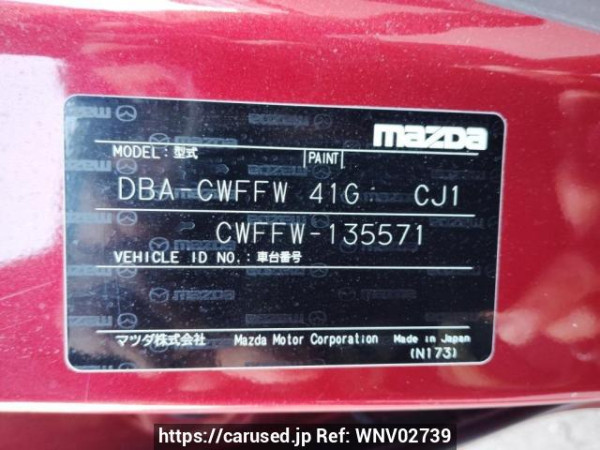 mazda
MODEL : 型式 PAINT
DBA-CWFFW 41G CJ1
CWFFW-135571
VEHICLE ID NO. : 車台番号
マツダ株式会社 Mazda Motor Corporation Made in Japan
(N173)
https://carused.jp Ref: WNV02739